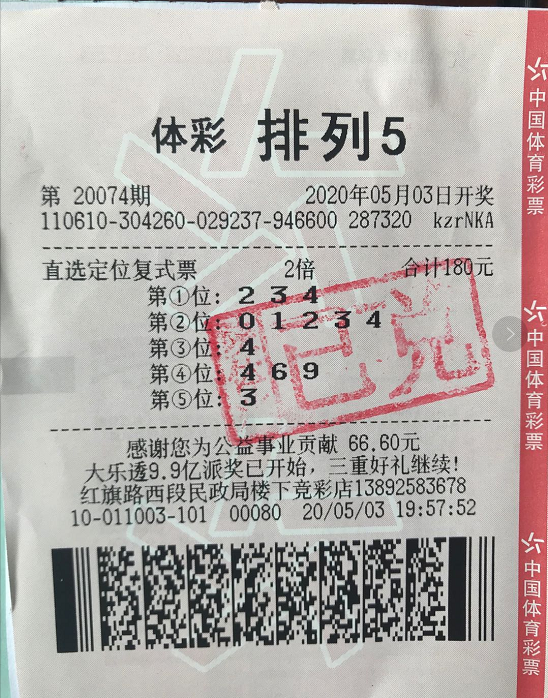 体彩 排列5
第 20074期 2020年05月03日开奖
110610-304260-029237-946600 287320 kzrNKA
直选定位复式票 2倍 合计180元
第①位: 2 3 4
第②位: 0 1 2 3 4
第③位: 4
第④位: 4 6 9
第⑤位: 3
已兑
感谢您为公益事业贡献 66.60元
大乐透9.9亿派奖已开始，三重好礼继续!
红旗路西段民政局楼下竞彩店13892583678
10-011003-101 00080 20/05/03 19:57:52
中国体育彩票
中国体育彩票
中国体育彩票